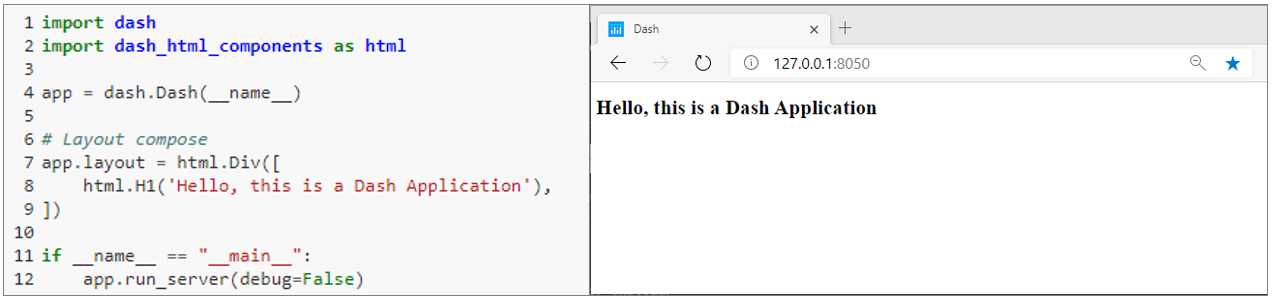 1 import dash
2 import dash_html_components as html
3
4 app = dash.Dash(__name__)
5
6 # Layout compose
7 app.layout = html.Div([
8     html.H1('Hello, this is a Dash Application'),
9 ])
10
11 if __name__ == "__main__":
12     app.run_server(debug=False)
Dash
127.0.0.1:8050
Hello, this is a Dash Application